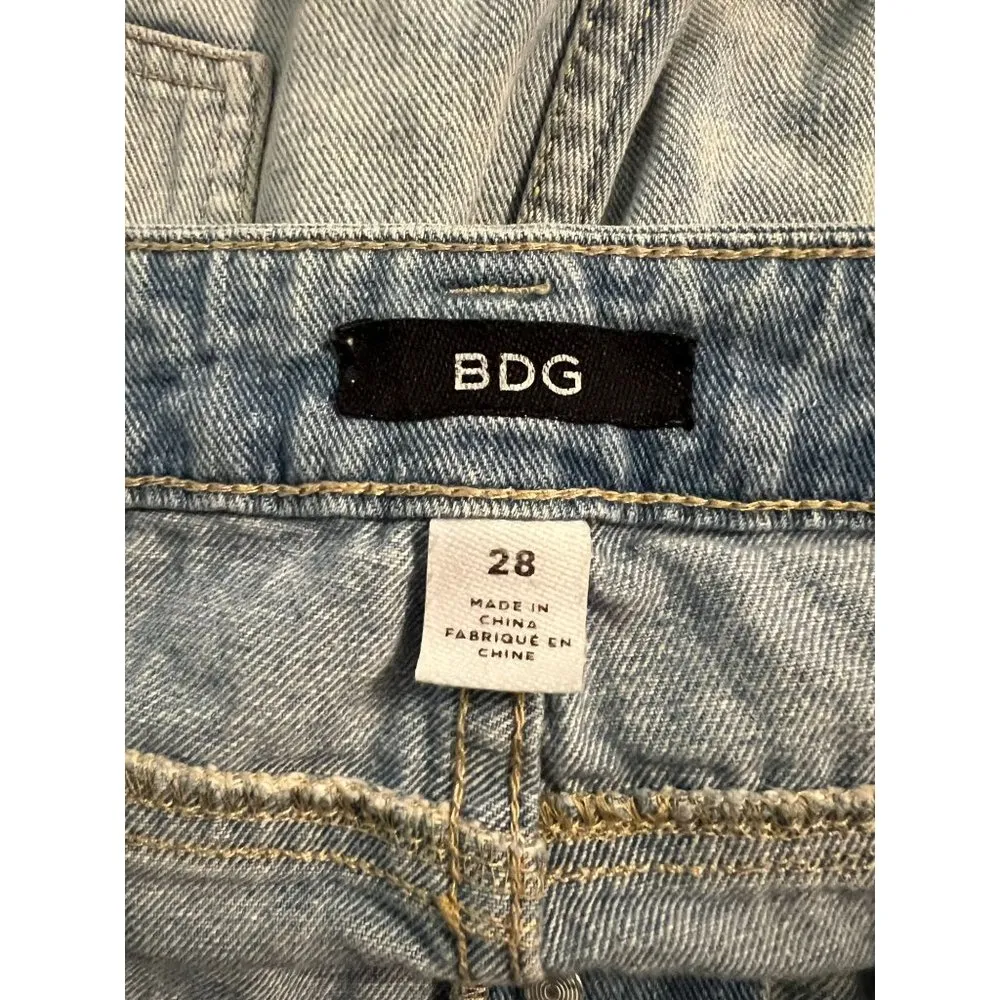 BDG
28
MADE IN
CHINA
FABRIQUÉ EN
CHINE